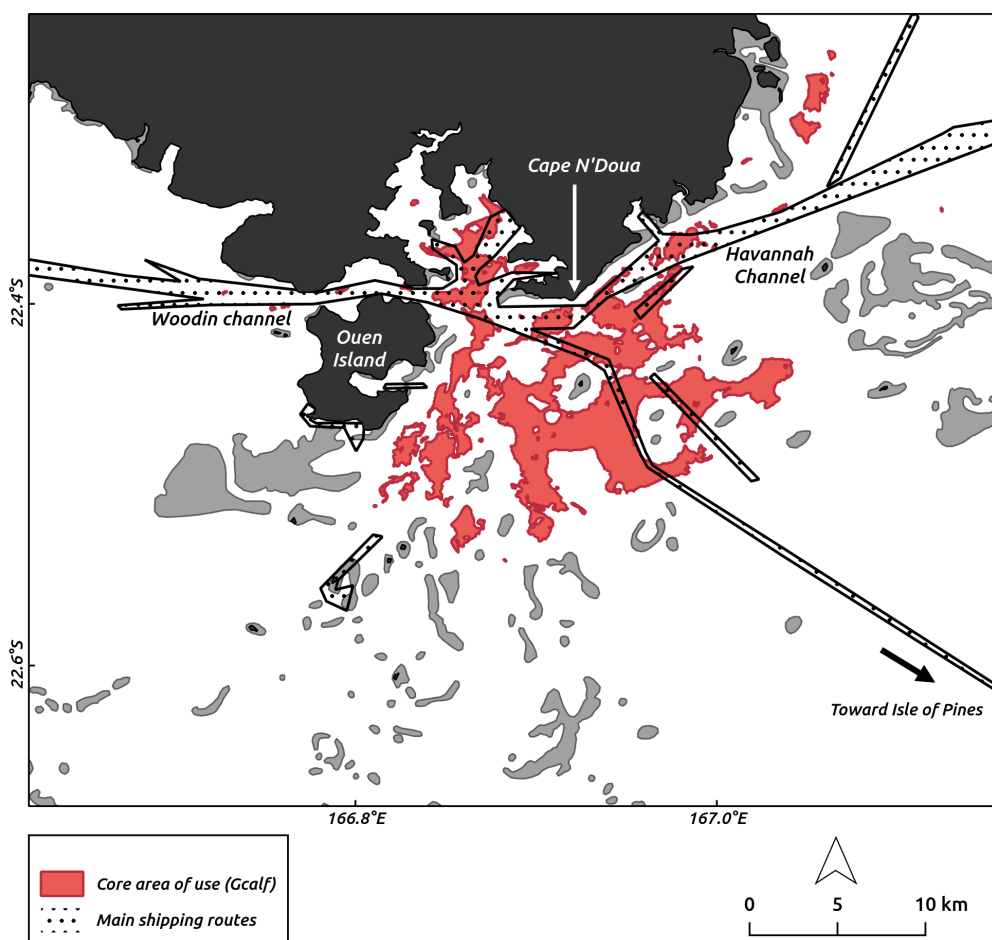 Cape N'Doua
Havannah
Channel
22.4°S
Woodin channel
Ouen
Island
22.6°S
Toward Isle of Pines
166.8°E
167.0°E
Core area of use (Gcalf)
Main shipping routes
0 5 10 km